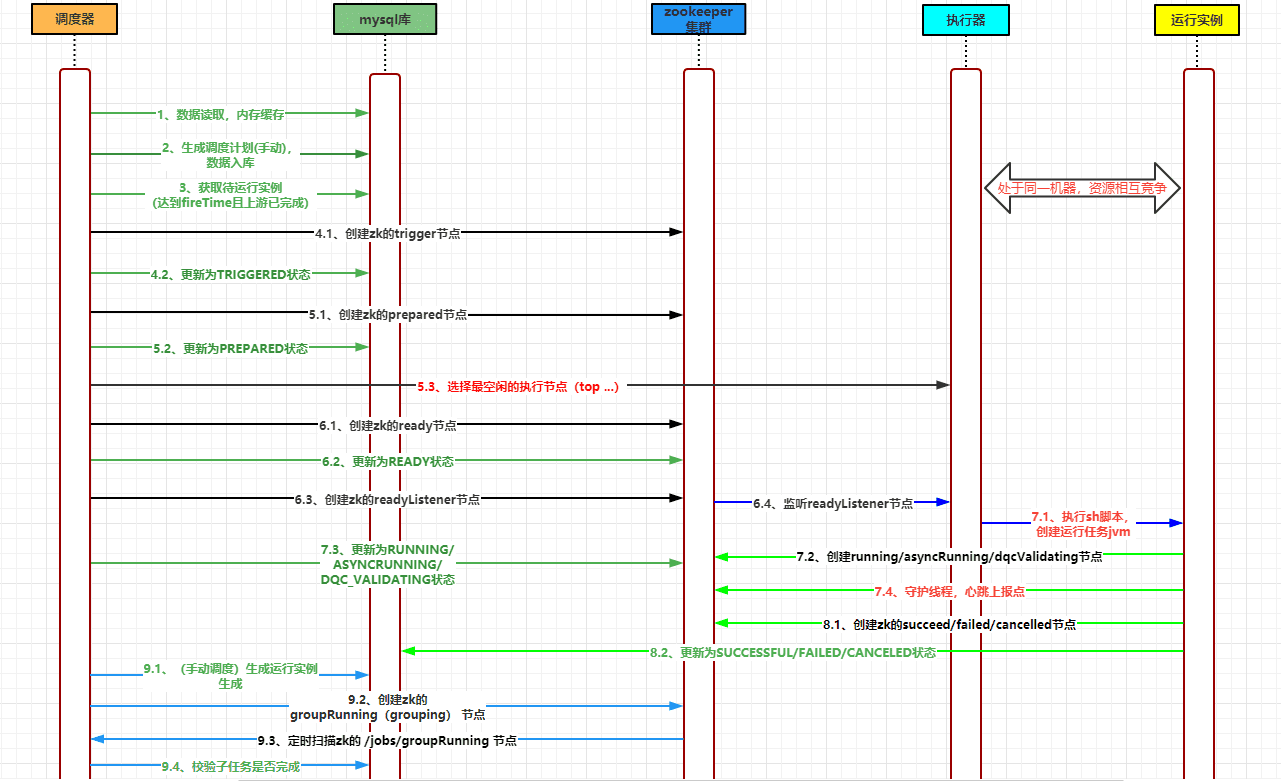 调度器
mysql库
zookeeper
集群
执行器
运行实例
1、数据读取，内存缓存
2、生成调度计划(手动)，
数据入库
处于同一机器，资源相互竞争
3、获取待运行实例
(达到fireTime且上游已完成)
4.1、创建zk的trigger节点
4.2、更新为TRIGGERED状态
5.1、创建zk的prepared节点
5.2、更新为PREPARED状态
5.3、选择最空闲的执行节点（top ...）
6.1、创建zk的ready节点
6.2、更新为READY状态
6.3、创建zk的readyListener节点
6.4、监听readyListener节点
7.1、执行sh脚本，
创建运行任务jvm
7.3、更新为RUNNING/
ASYNCRUNNING/
DQC_VALIDATING状态
7.2、创建running/asyncRunning/dqcValidating节点
7.4、守护线程，心跳上报点
8.1、创建zk的succeed/failed/cancelled节点
8.2、更新为SUCCESSFUL/FAILED/CANCELED状态
9.1、（手动调度）生成运行实例
生成
9.2、创建zk的
groupRunning（grouping） 节点
9.3、定时扫描zk的 /jobs/groupRunning 节点
9.4、校验子任务是否完成